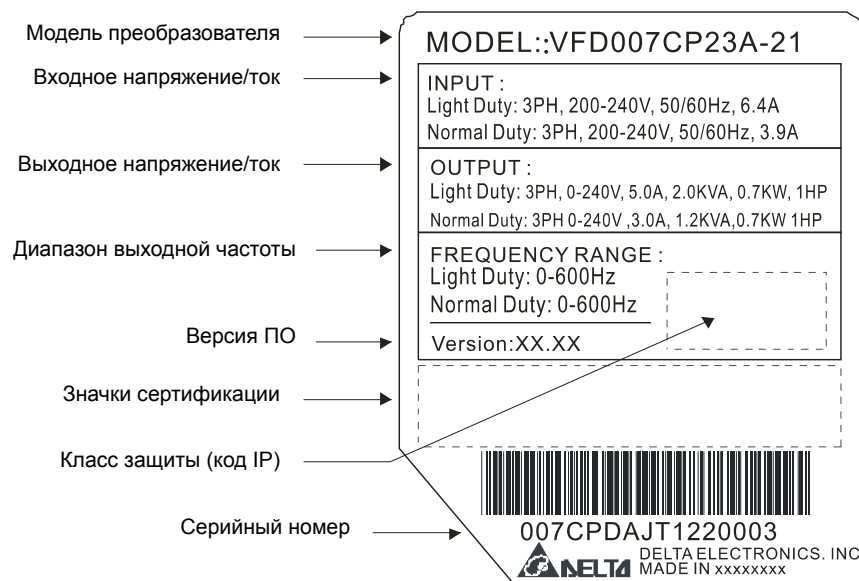 Модель преобразователя
MODEL::VFD007CP23A-21
Входное напряжение/ток
INPUT :
Light Duty: 3PH, 200-240V, 50/60Hz, 6.4A
Normal Duty: 3PH, 200-240V, 50/60Hz, 3.9A
Выходное напряжение/ток
OUTPUT :
Light Duty: 3PH, 0-240V, 5.0A, 2.0KVA, 0.7KW, 1HP
Normal Duty: 3PH 0-240V ,3.0A, 1.2KVA,0.7KW 1HP
Диапазон выходной частоты
FREQUENCY RANGE :
Light Duty: 0-600Hz
Normal Duty: 0-600Hz
Версия ПО
Version:XX.XX
Значки сертификации
Класс защиты (код IP)
Серийный номер
007CPDAJT1220003
DELTA
DELTA ELECTRONICS. INC
MADE IN xxxxxxxx